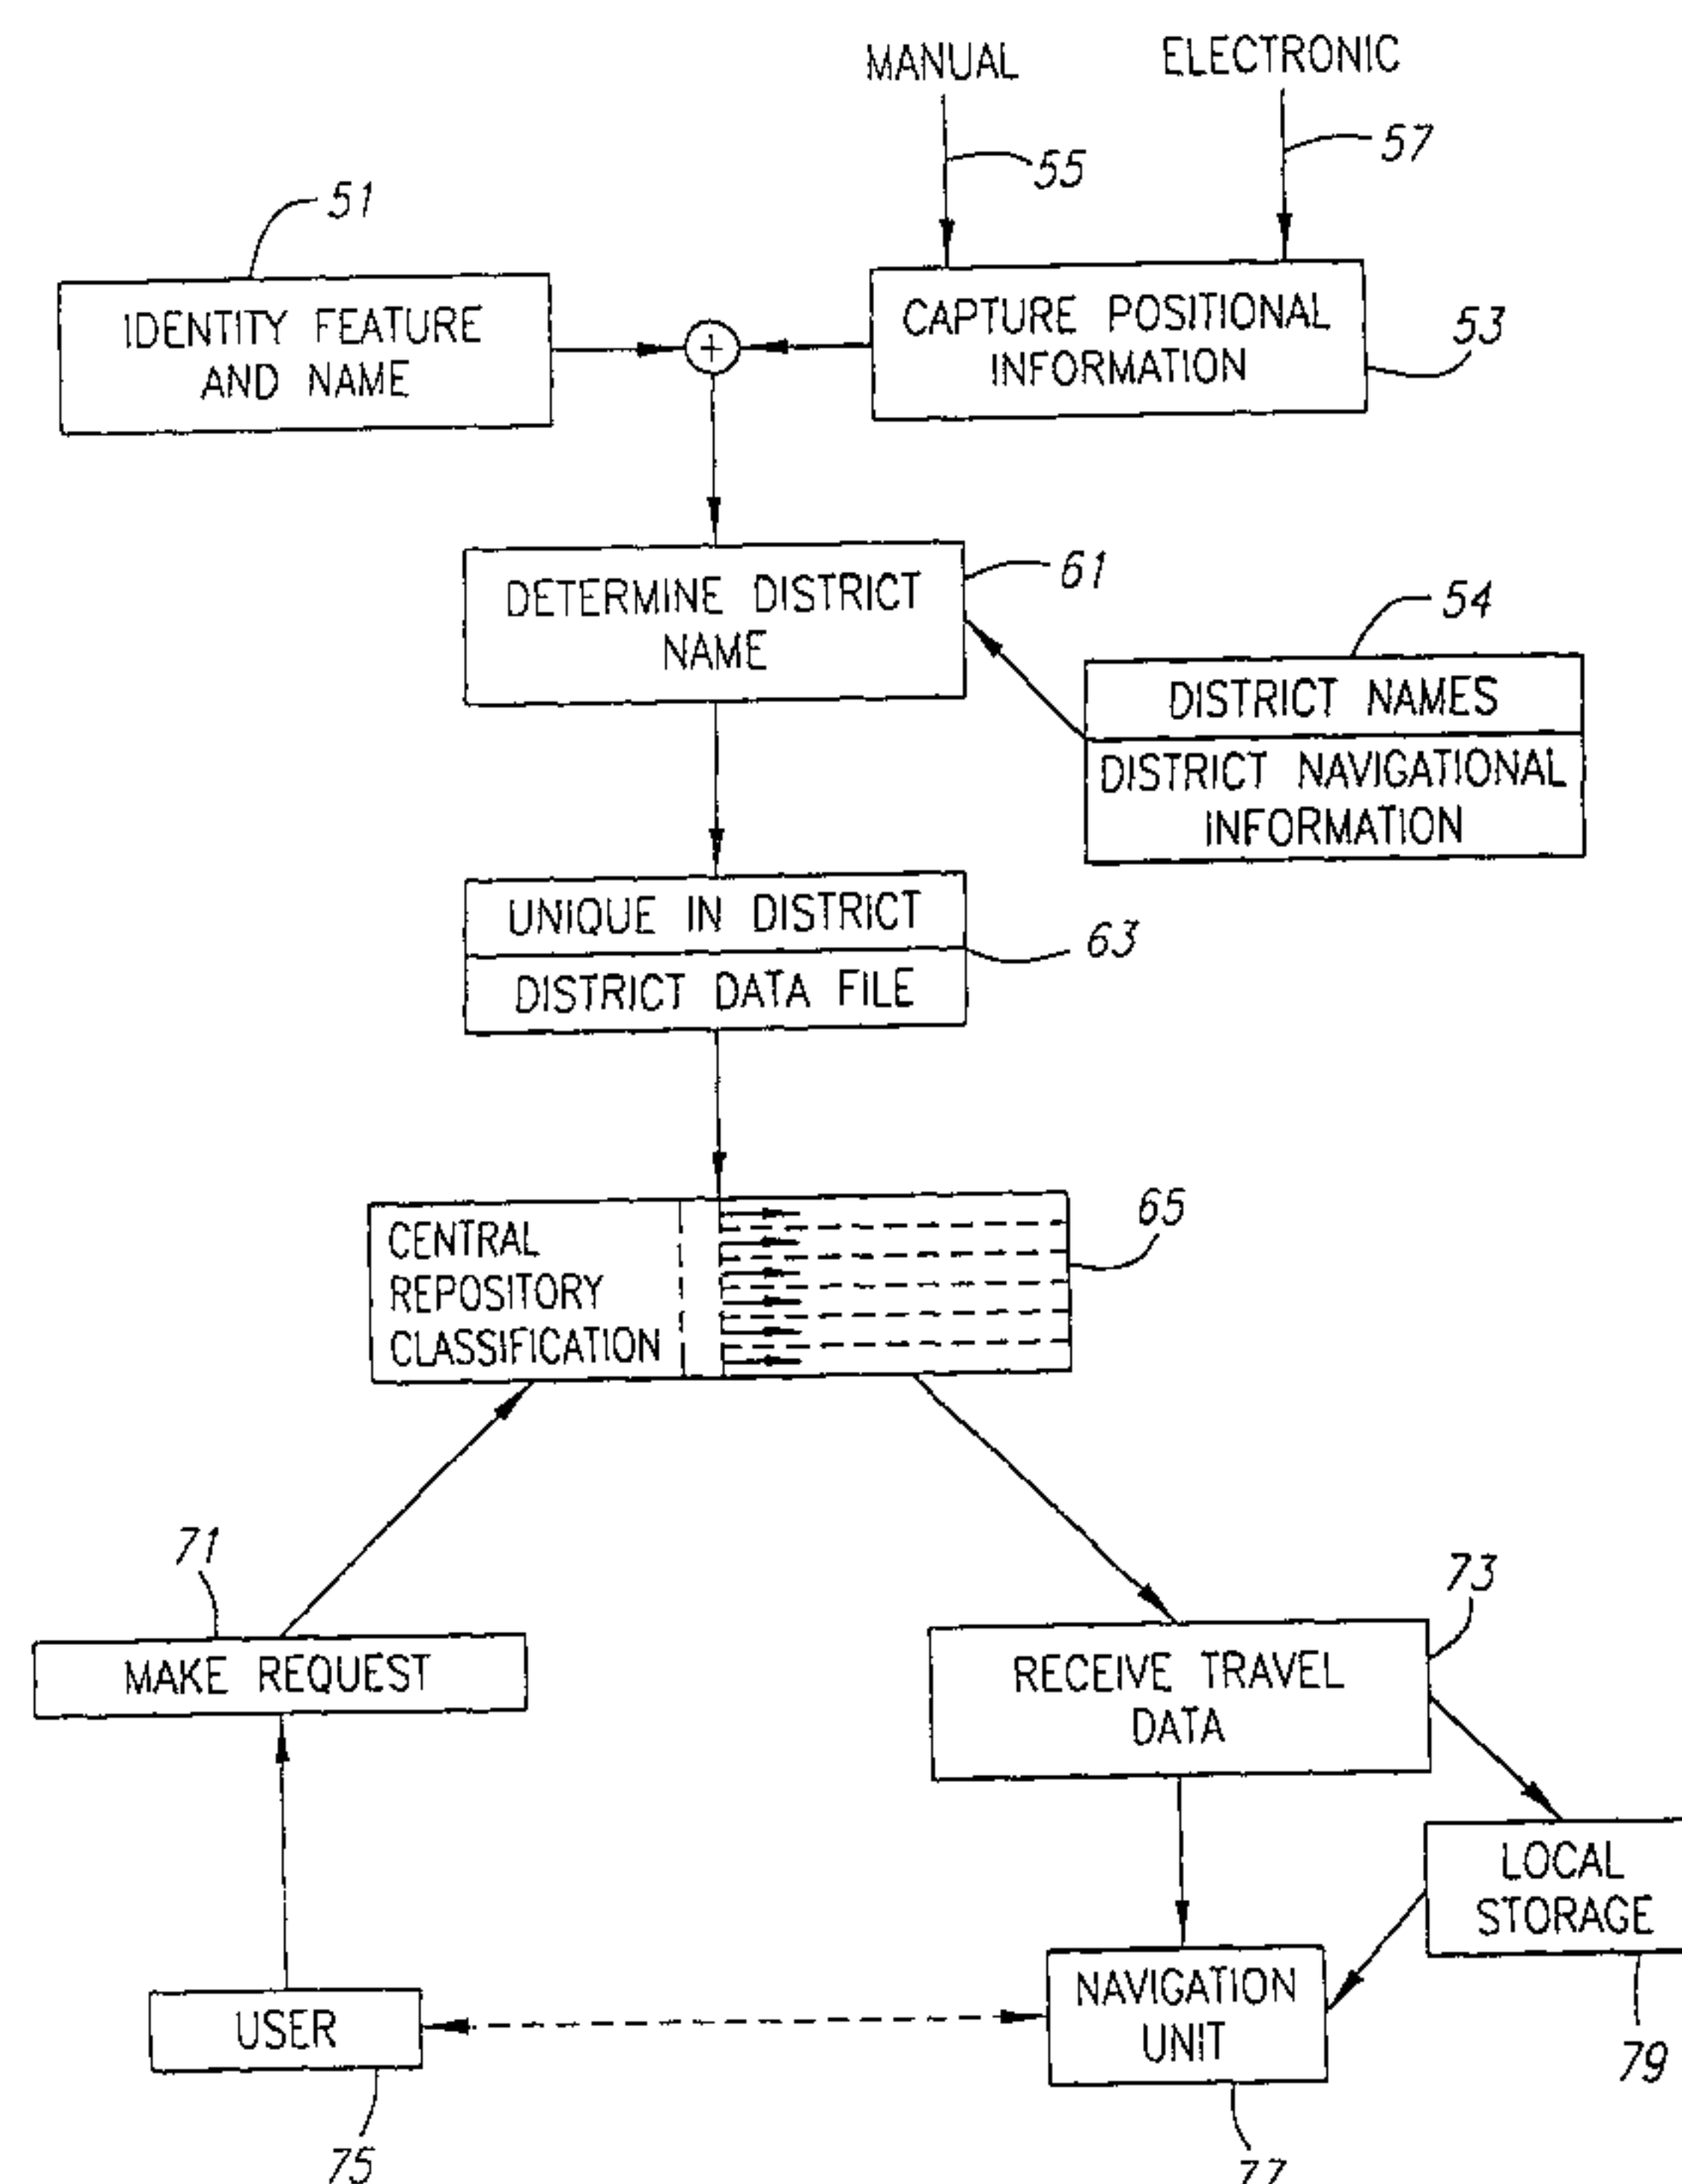 MANUAL
ELECTRONIC
55
57
51
IDENTITY FEATURE
AND NAME
+
CAPTURE POSITIONAL
INFORMATION
53
DETERMINE DISTRICT
NAME
61
54
DISTRICT NAMES
DISTRICT NAVIGATIONAL
INFORMATION
UNIQUE IN DISTRICT
DISTRICT DATA FILE
63
CENTRAL
REPOSITORY
CLASSIFICATION
65
71
MAKE REQUEST
73
RECEIVE TRAVEL
DATA
LOCAL
STORAGE
79
USER
75
NAVIGATION
UNIT
77